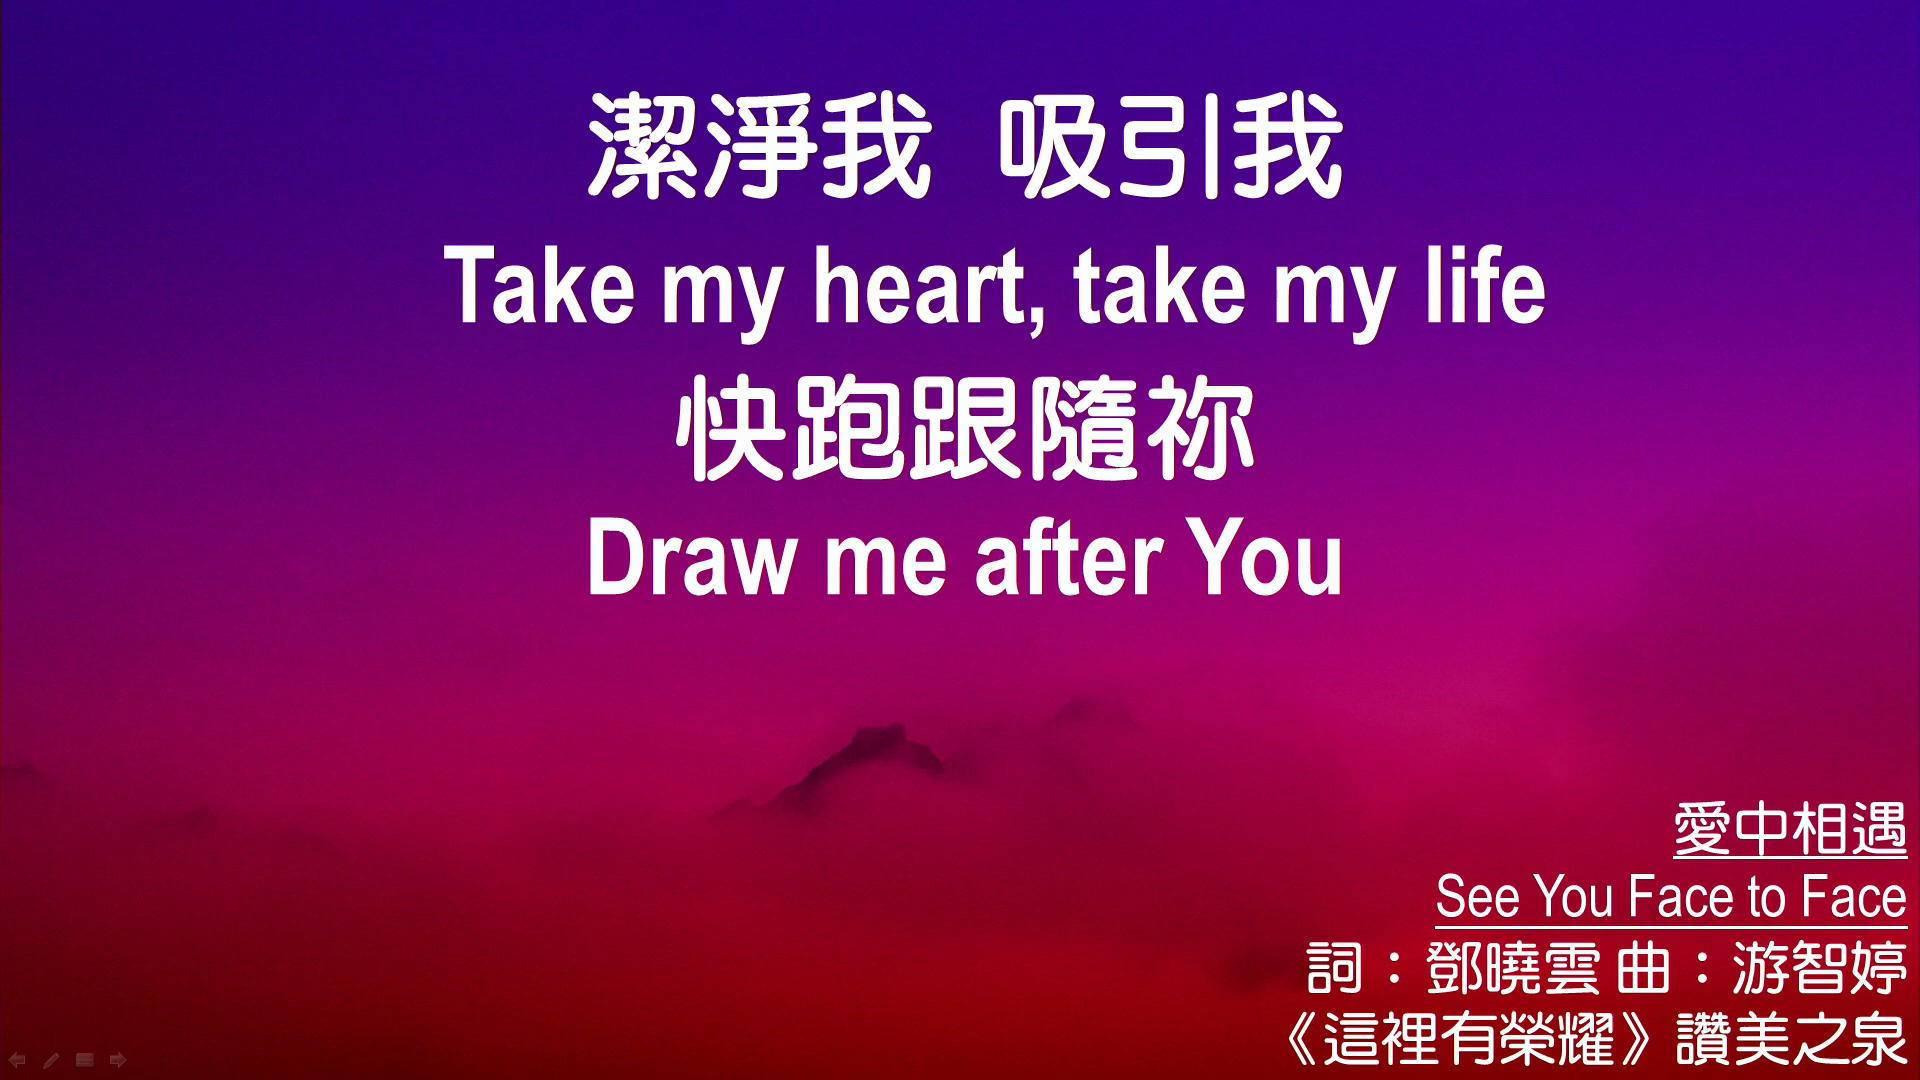 潔淨我 吸引我
Take my heart, take my life
快跑跟隨祢
Draw me after You
愛中相遇
See You Face to Face
詞：鄧曉雲 曲：游智婷
《這裡有榮耀》讚美之泉